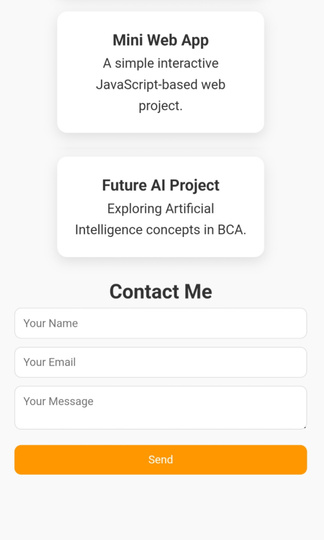 Mini Web App
A simple interactive
JavaScript-based web
project.
Future AI Project
Exploring Artificial
Intelligence concepts in BCA.
Contact Me
Your Name
Your Email
Your Message
Send